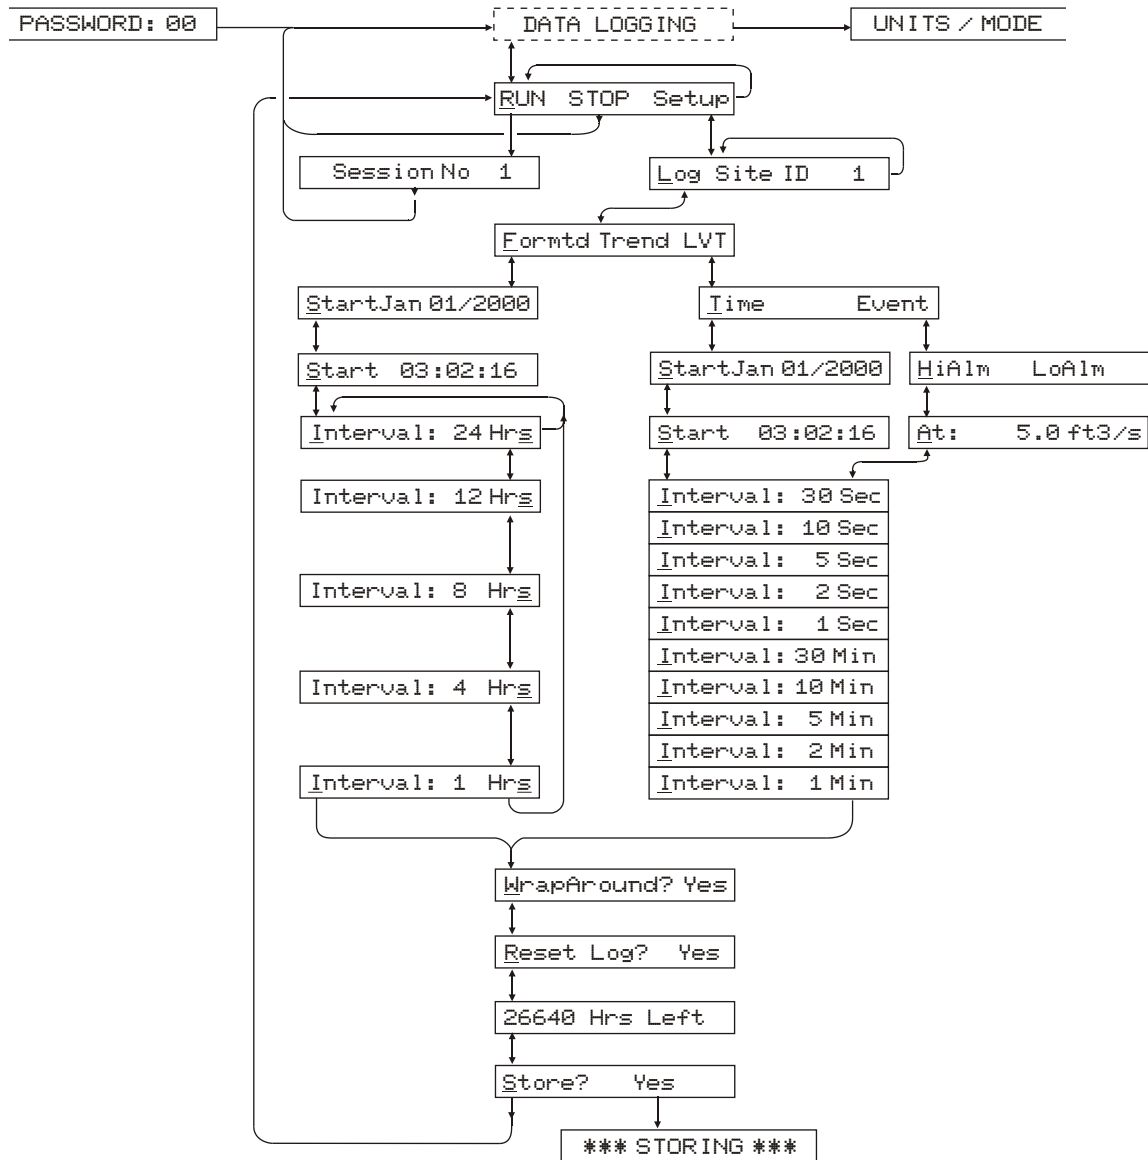 PASSWORD: 00
DATA LOGGING
UNITS / MODE
RUN STOP Setup
Session No 1
Log Site ID 1
Formtd Trend LVT
StartJan 01/2000
Time Event
Start 03:02:16
StartJan 01/2000
HiAlm LoAlm
Interval: 24 Hrs
Start 03:02:16
At: 5.0 ft3/s
Interval: 12 Hrs
Interval: 30 Sec
Interval: 10 Sec
Interval: 5 Sec
Interval: 8 Hrs
Interval: 2 Sec
Interval: 1 Sec
Interval: 30 Min
Interval: 4 Hrs
Interval: 10 Min
Interval: 5 Min
Interval: 2 Min
Interval: 1 Hrs
Interval: 1 Min
WrapAround? Yes
Reset Log? Yes
26640 Hrs Left
Store? Yes
*** STORING ***